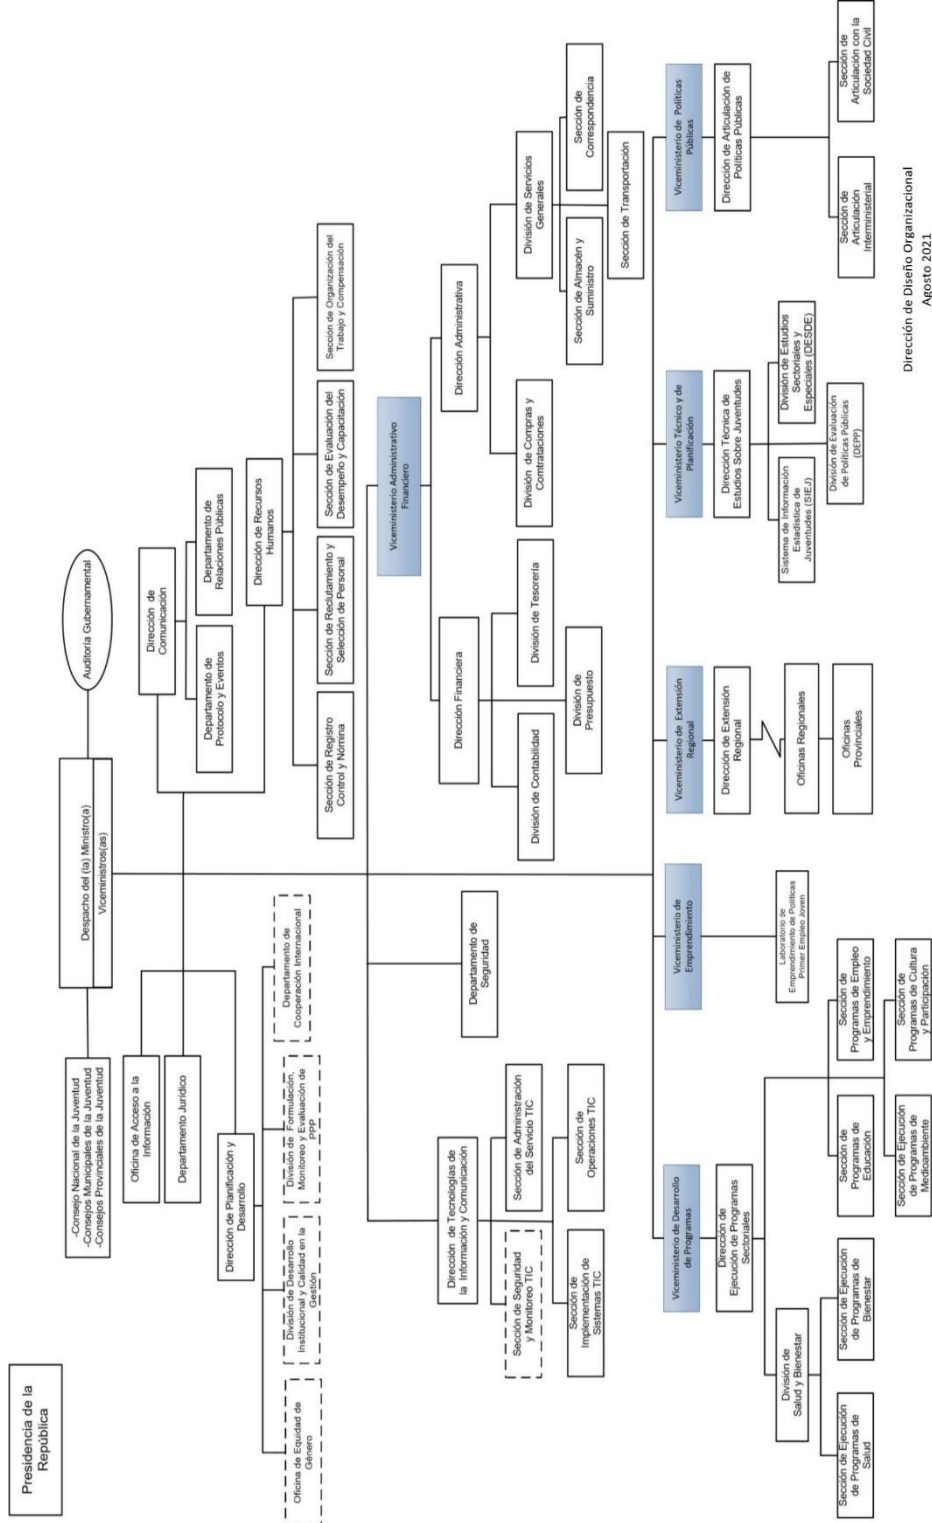 Presidencia de la
República
-Consejo Nacional de la Juventud
-Consejos Municipales de la Juventud
-Consejos Provinciales de la Juventud
Despacho del (la) Ministro(a)
Viceministros(as)
Auditoría Gubernamental
Oficina de Acceso a la
Información
Departamento Jurídico
Dirección de Planificación y
Desarrollo
Oficina de Equidad de
Género
División de Desarrollo
Institucional y Calidad en la
Gestión
División de Formulación,
Monitoreo y Evaluación de
PPP
Departamento de
Cooperación Internacional
Dirección de
Comunicación
Departamento de
Protocolo y Eventos
Departamento de
Relaciones Públicas
Dirección de Recursos
Humanos
Sección de Registro
Control y Nómina
Sección de Reclutamiento y
Selección de Personal
Sección de Evaluación del
Desempeño y Capacitación
Sección de Organización del
Trabajo y Compensación
Dirección de Tecnologías de
la Información y Comunicación
Sección de Seguridad
y Monitoreo TIC
Sección de Administración
del Servicio TIC
Sección de
Implementación de
Sistemas TIC
Sección de
Operaciones TIC
Departamento de
Seguridad
Viceministerio Administrativo
Financiero
Dirección Financiera
División de Contabilidad
División de Tesorería
División de
Presupuesto
Dirección Administrativa
División de Compras y
Comtrataciones
División de Servicios
Generales
Sección de Almacén y
Suministro
Sección de
Correspondencia
Sección de Transportación
Viceministerio de Desarrollo
de Programas
Dirección de
Ejecución de Programas
Sectoriales
División de
Salud y Bienestar
Sección de Ejecución
de Programas de
Salud
Sección de Ejecución
de Programas de
Bienestar
Sección de
Programas de
Educación
Sección de
Programas de Empleo
y Emprendimiento
Sección de Ejecución
de Programas de
Medioambiente
Sección de
Programas de Cultura
y Participación
Viceministerio de
Emprendimiento
Laboratorio de
Emprendimiento de Políticas
Primer Empleo Joven
Viceministerio de Extensión
Regional
Dirección de Extensión
Regional
Oficinas Regionales
Oficinas
Provinciales
Viceministerio Técnico y de
Planificación
Dirección Técnica de
Estudios Sobre Juventudes
Sistema de Información
Estadística de
Juventudes (SIEJ)
División de Estudios
Sectoriales y
Especiales (DESDE)
División de Evaluación
de Políticas Públicas
(DEPP)
Viceministerio de Políticas
Públicas
Dirección de Articulación de
Políticas Públicas
Sección de
Articulación
Interministerial
Sección de
Articulación con la
Sociedad Civil
Dirección de Diseño Organizacional
Agosto 2021